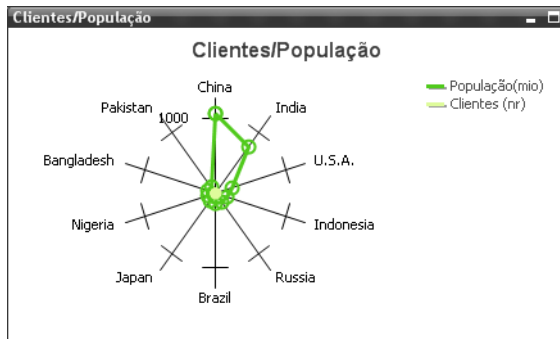 Clientes/População
Clientes/População
China
Pakistan
1000
India
Bangladesh
U.S.A.
Nigeria
Indonesia
Japan
Russia
Brazil
População(mio)
Clientes (nr)